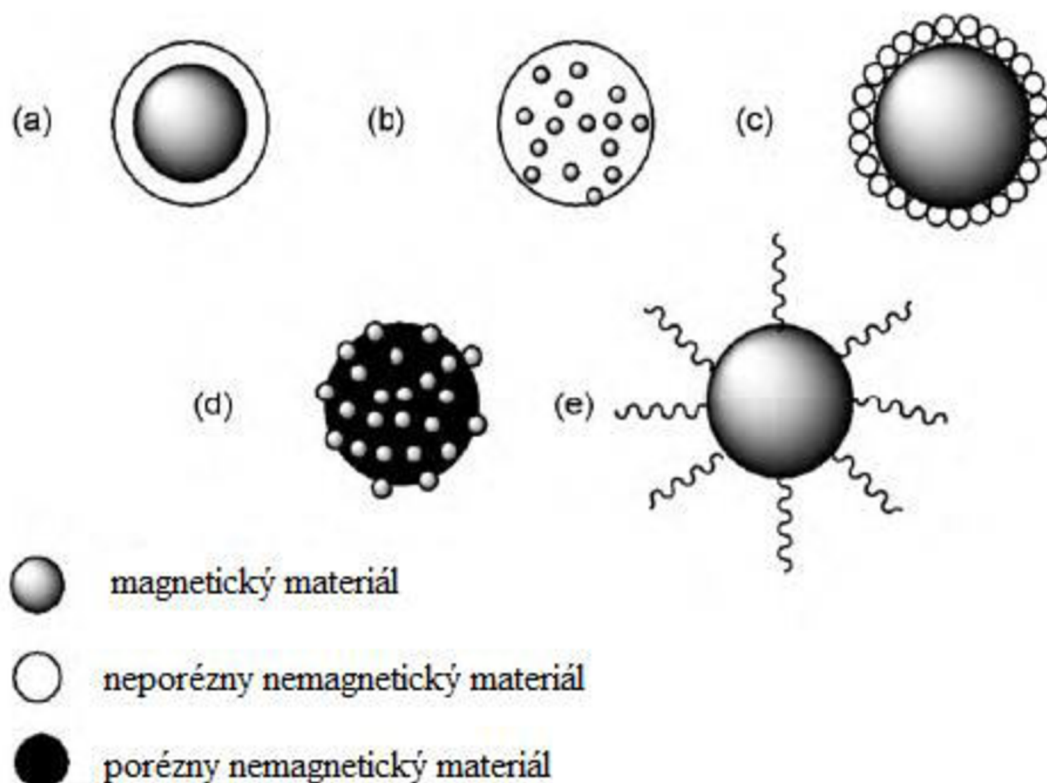 (a)
(b)
(c)
(d)
(e)
magnetický materiál
neporézny nemagnetický materiál
porézny nemagnetický materiál